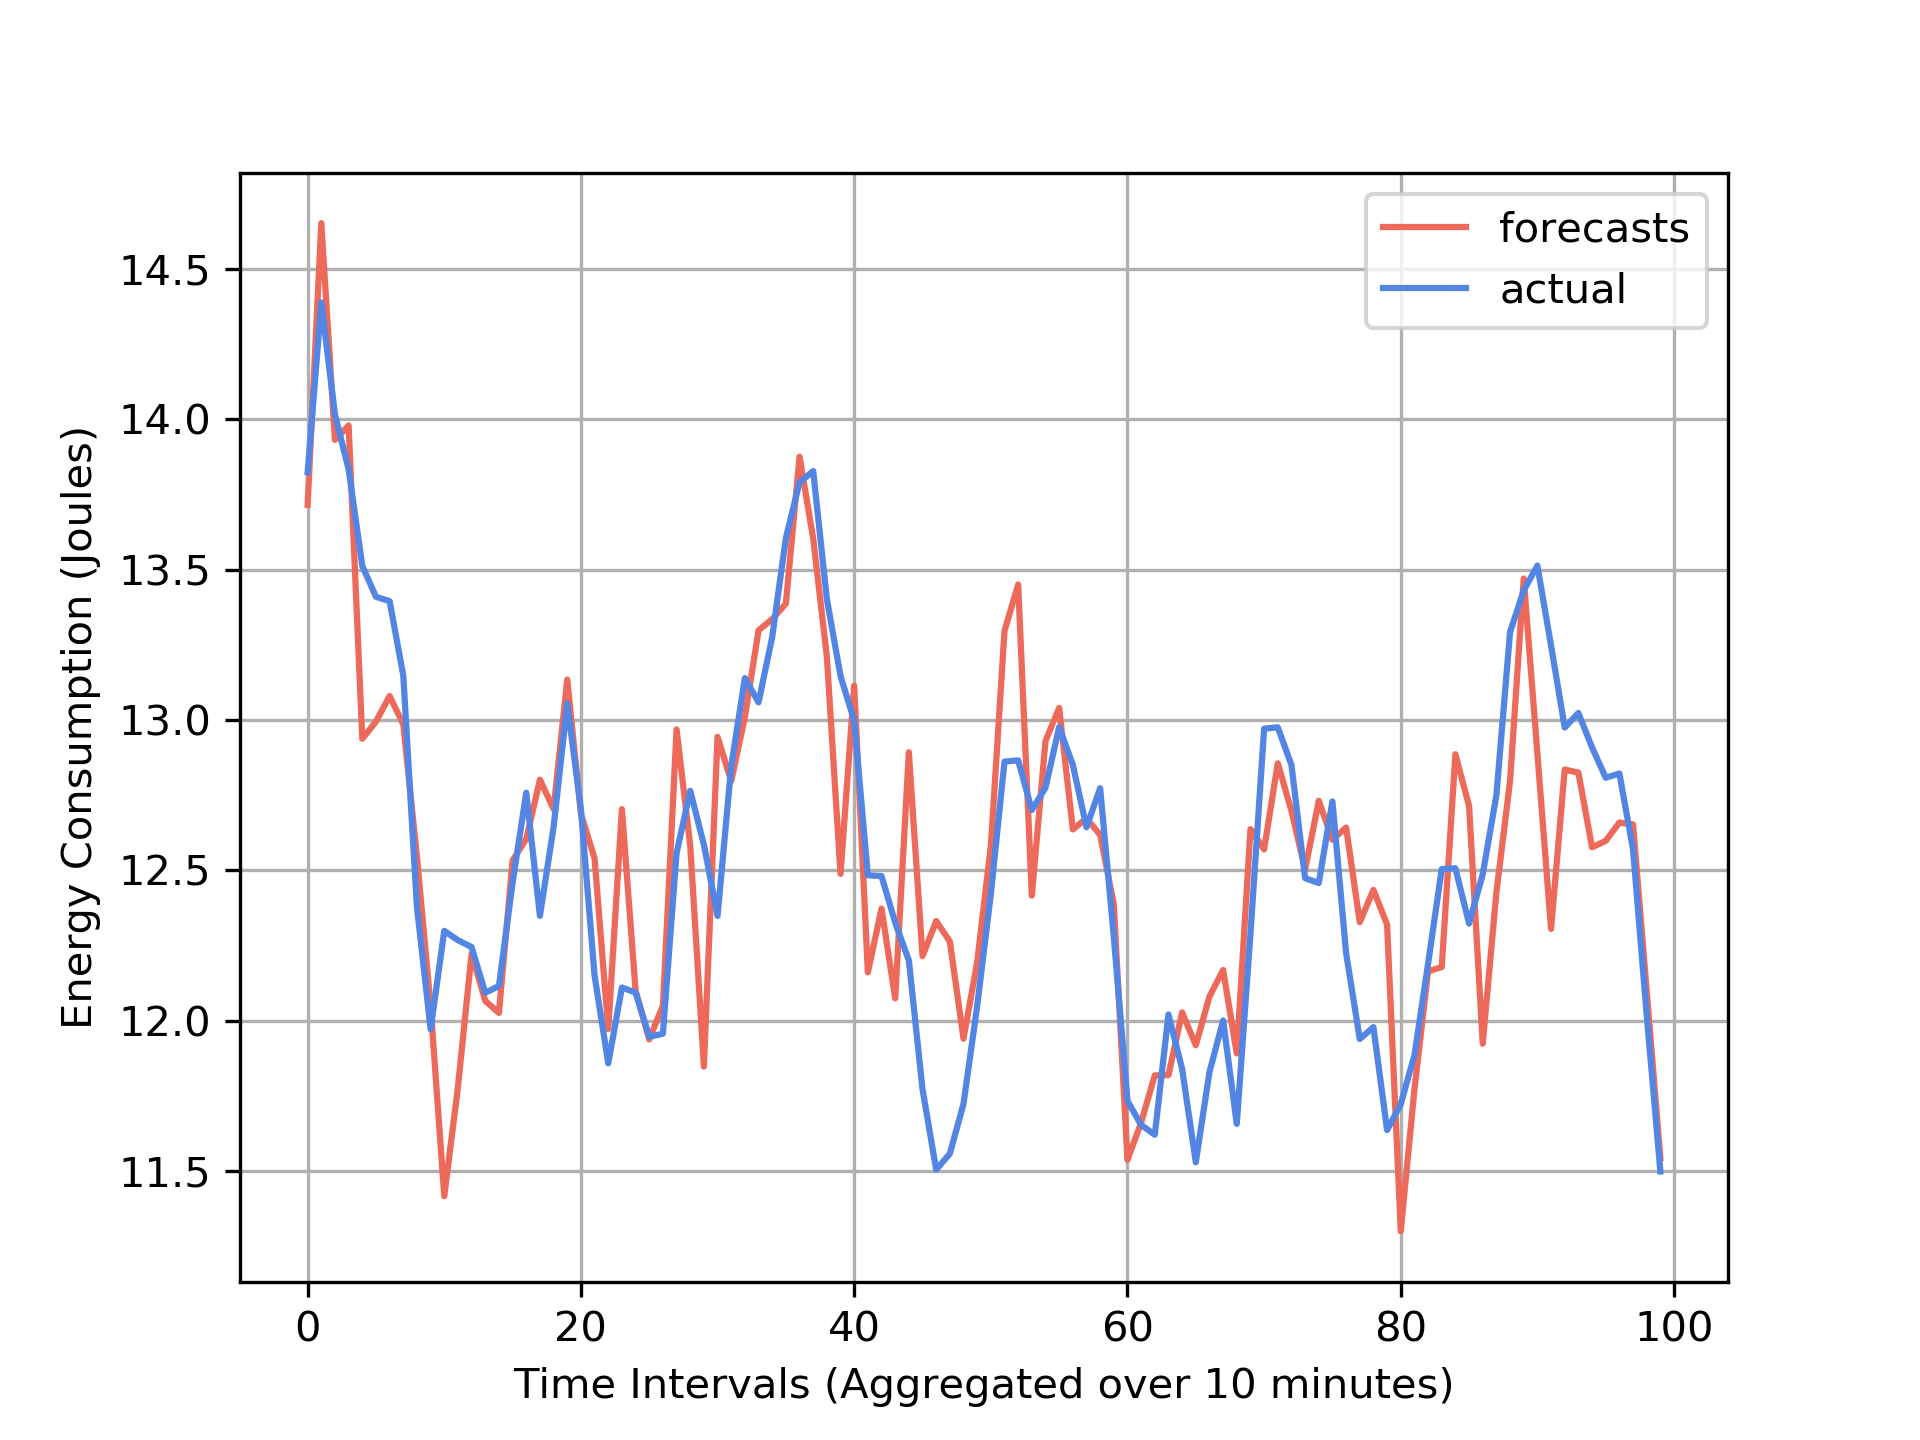 forecasts
actual
14.5
14.0
13.5
13.0
12.5
12.0
11.5
Energy Consumption (Joules)
0 20 40 60 80 100
Time Intervals (Aggregated over 10 minutes)